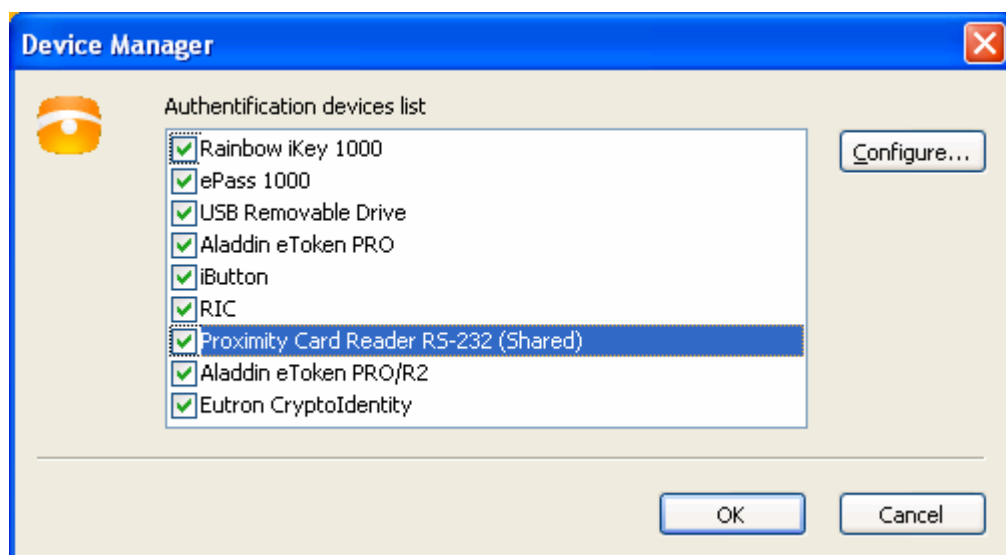 Device Manager
Authentification devices list
Rainbow iKey 1000
ePass 1000
USB Removable Drive
Aladdin eToken PRO
iButton
RIC
Proximity Card Reader RS-232 (Shared)
Aladdin eToken PRO/R2
Eutron CryptoIdentity
Configure...
OK
Cancel